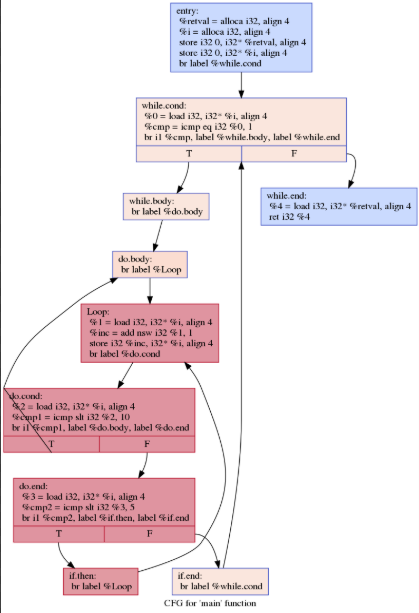 entry:
%retval = alloca i32, align 4
%i = alloca i32, align 4
store i32 0, i32* %retval, align 4
store i32 0, i32* %i, align 4
br label %while.cond
while.cond:
%0 = load i32, i32* %i, align 4
%cmp = icmp eq i32 %0, 1
br i1 %cmp, label %while.body, label %while.end
T F
while.body:
br label %do.body
while.end:
%4 = load i32, i32* %retval, align 4
ret i32 %4
do.body:
br label %Loop
Loop:
%1 = load i32, i32* %i, align 4
%inc = add nsw i32 %1, 1
store i32 %inc, i32* %i, align 4
br label %do.cond
do.cond:
%2 = load i32, i32* %i, align 4
%cmp1 = icmp slt i32 %2, 10
br i1 %cmp1, label %do.body, label %do.end
T F
do.end:
%3 = load i32, i32* %i, align 4
%cmp2 = icmp slt i32 %3, 5
br i1 %cmp2, label %if.then, label %if.end
T F
if.then:
br label %Loop
if.end:
br label %while.cond
CFG for 'main' function